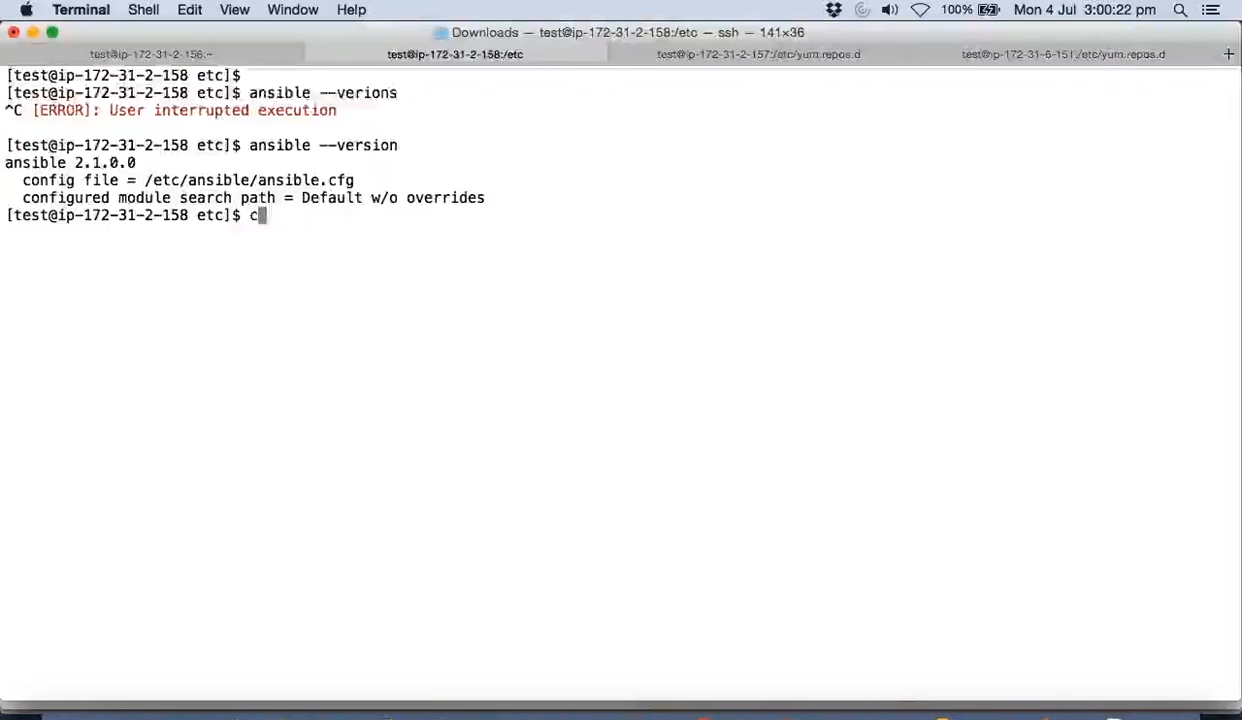 Terminal Shell Edit View Window Help 100% Mon 4 Jul 3:00:22 pm
Downloads — test@ip-172-31-2-158:/etc — ssh — 141×36
test@ip-172-31-2-156:~ test@ip-172-31-2-158:/etc test@ip-172-31-2-157:/etc/yum.repos.d test@ip-172-31-6-151:/etc/yum.repos.d +
[test@ip-172-31-2-158 etc]$
[test@ip-172-31-2-158 etc]$ ansible --verions
^C [ERROR]: User interrupted execution
[test@ip-172-31-2-158 etc]$ ansible --version
ansible 2.1.0.0
config file = /etc/ansible/ansible.cfg
configured module search path = Default w/o overrides
[test@ip-172-31-2-158 etc]$ c